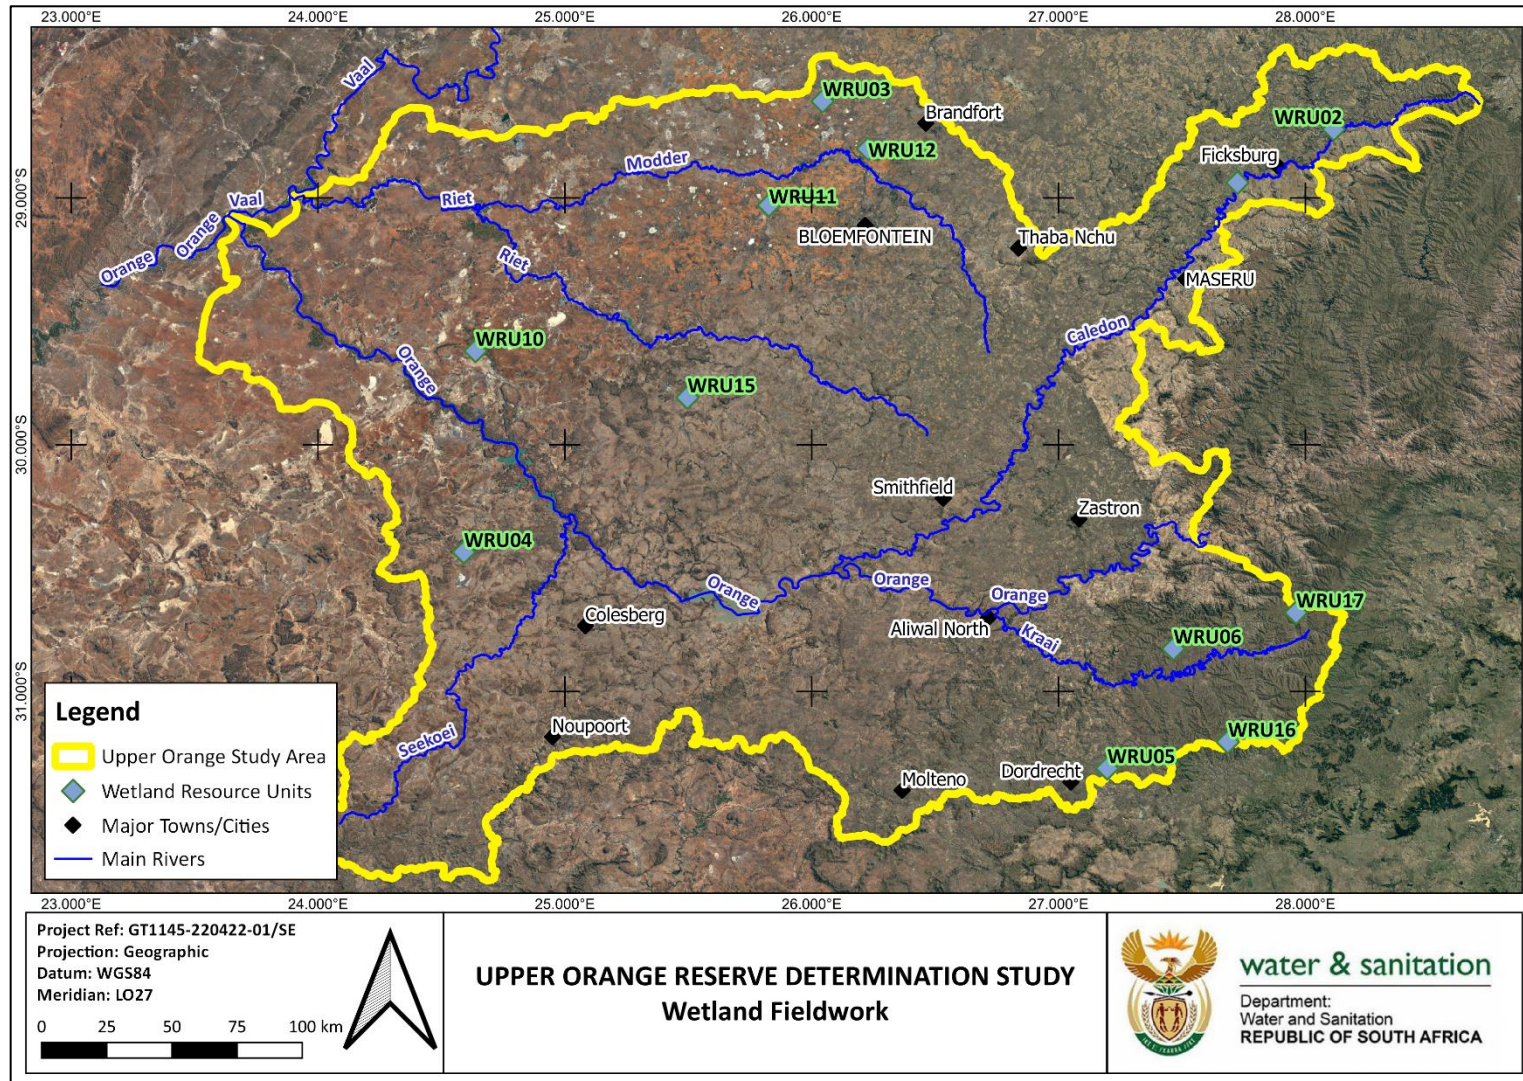 23.000°E 24.000°E 25.000°E 26.000°E 27.000°E 28.000°E
Vaal
WRU03
Brandfort
WRU02
WRU12
Modder
Ficksburg
29.000°S
Vaal
Riet
WRU11
BLOEMFONTEIN
Thaba Nchu
Orange
Orange
Riet
MASERU
Caledon
WRU10
Orange
WRU15
30.000°S
Smithfield
Zastron
WRU04
Orange
Orange
Orange
WRU17
Colesberg
Aliwal North
Kraai
WRU06
31.000°S
Noupoort
Seekoei
WRU16
WRU05
Molteno
Dordrecht
Legend
Upper Orange Study Area
Wetland Resource Units
Major Towns/Cities
Main Rivers
23.000°E 24.000°E 25.000°E 26.000°E 27.000°E 28.000°E
Project Ref: GT1145-220422-01/SE
Projection: Geographic
Datum: WGS84
Meridian: LO27
0 25 50 75 100 km
UPPER ORANGE RESERVE DETERMINATION STUDY
Wetland Fieldwork
water & sanitation
Department:
Water and Sanitation
REPUBLIC OF SOUTH AFRICA